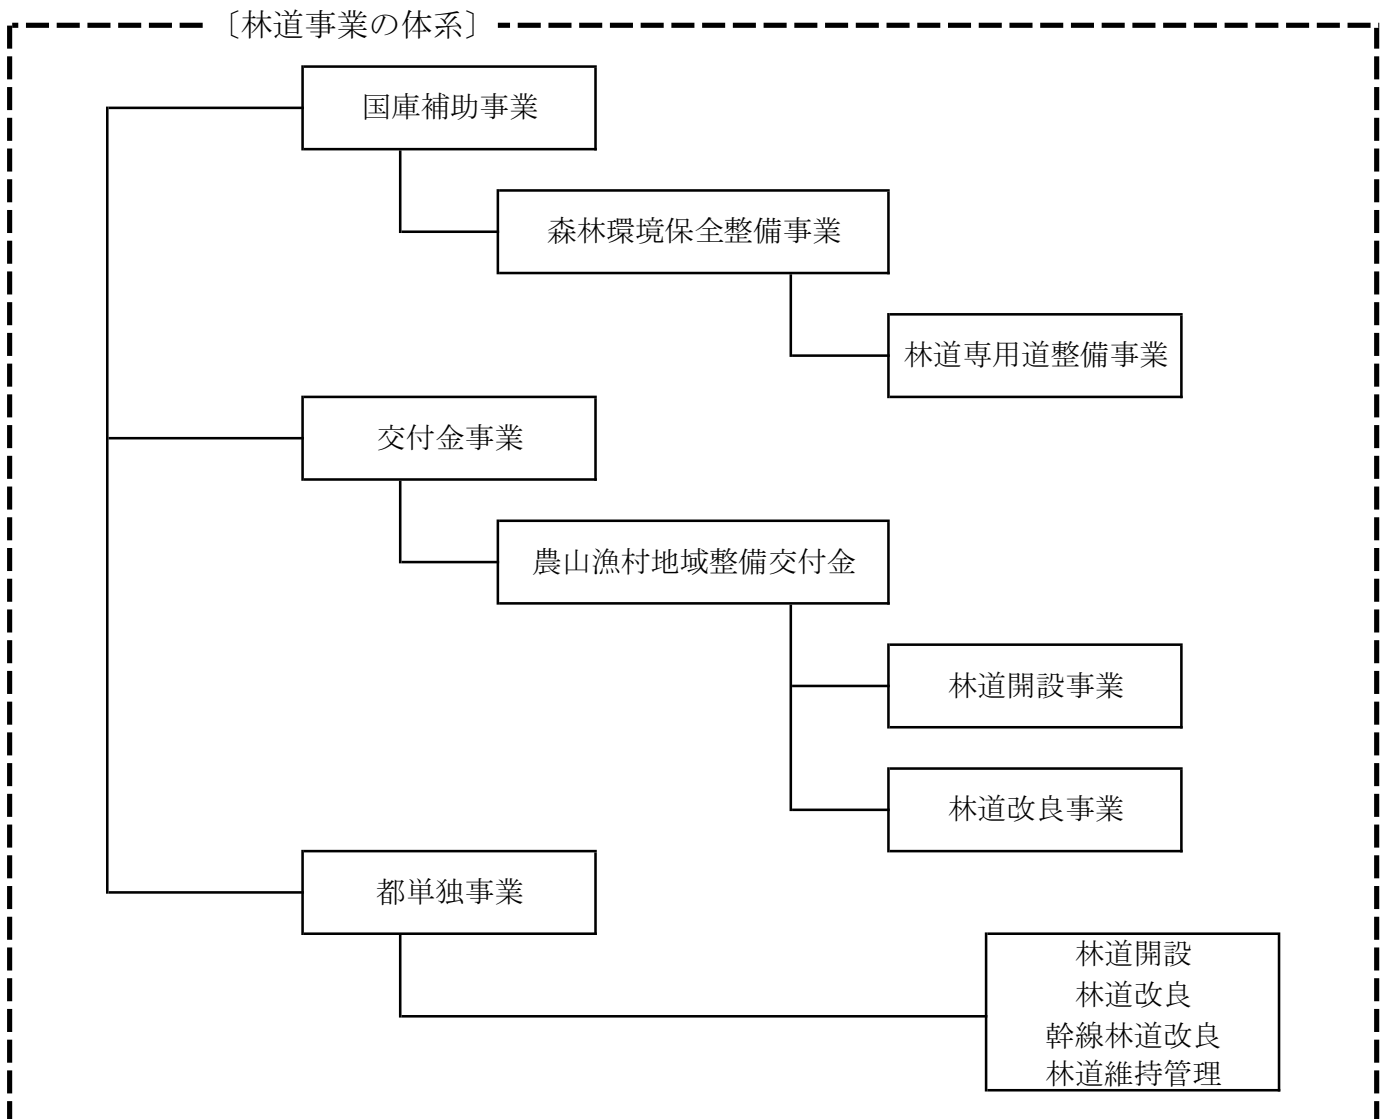 〔林道事業の体系〕
国庫補助事業
森林環境保全整備事業
林道専用道整備事業
交付金事業
農山漁村地域整備交付金
林道開設事業
林道改良事業
都単独事業
林道開設
林道改良
幹線林道改良
林道維持管理